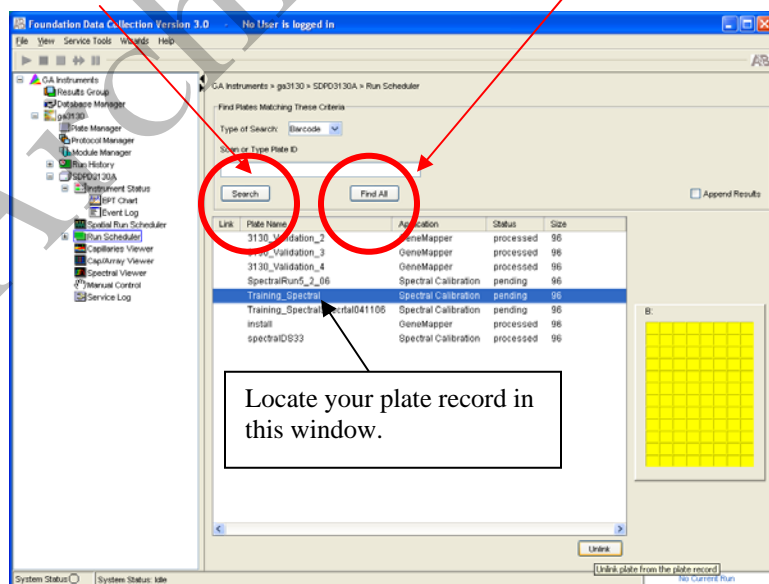 Foundation Data Collection Version 3.0 No User is logged in
File View Service Tools Wizards Help
AB
GA Instruments
Results Group
Database Manager
ga3130
Plate Manager
Protocol Manager
Module Manager
Run History
SDPD3130A
Instrument Status
EPT Chart
Event Log
Spatial Run Scheduler
Run Scheduler
Capillaries Viewer
Cap/Array Viewer
Spectral Viewer
Manual Control
Service Log
GA Instruments > ga3130 > SDPD3130A > Run Scheduler
Find Plates Matching These Criteria
Type of Search: Barcode
Scan or Type Plate ID
Search Find All Append Results
Link Plate Name Application Status Size
3130_Validation_2 GeneMapper processed 96
3130_Validation_3 GeneMapper processed 96
3130_Validation_4 GeneMapper processed 96
SpectralRun5_2_06 Spectral Calibration pending 96
Training_Spectral Spectral Calibration pending 96
Spectral Calibration pending 96
install GeneMapper processed 96
spectralDS33 Spectral Calibration processed 96
B:
Locate your plate record in
this window.
Unlink
Unlink plate from the plate record
System Status System Status: Idle No Current Run